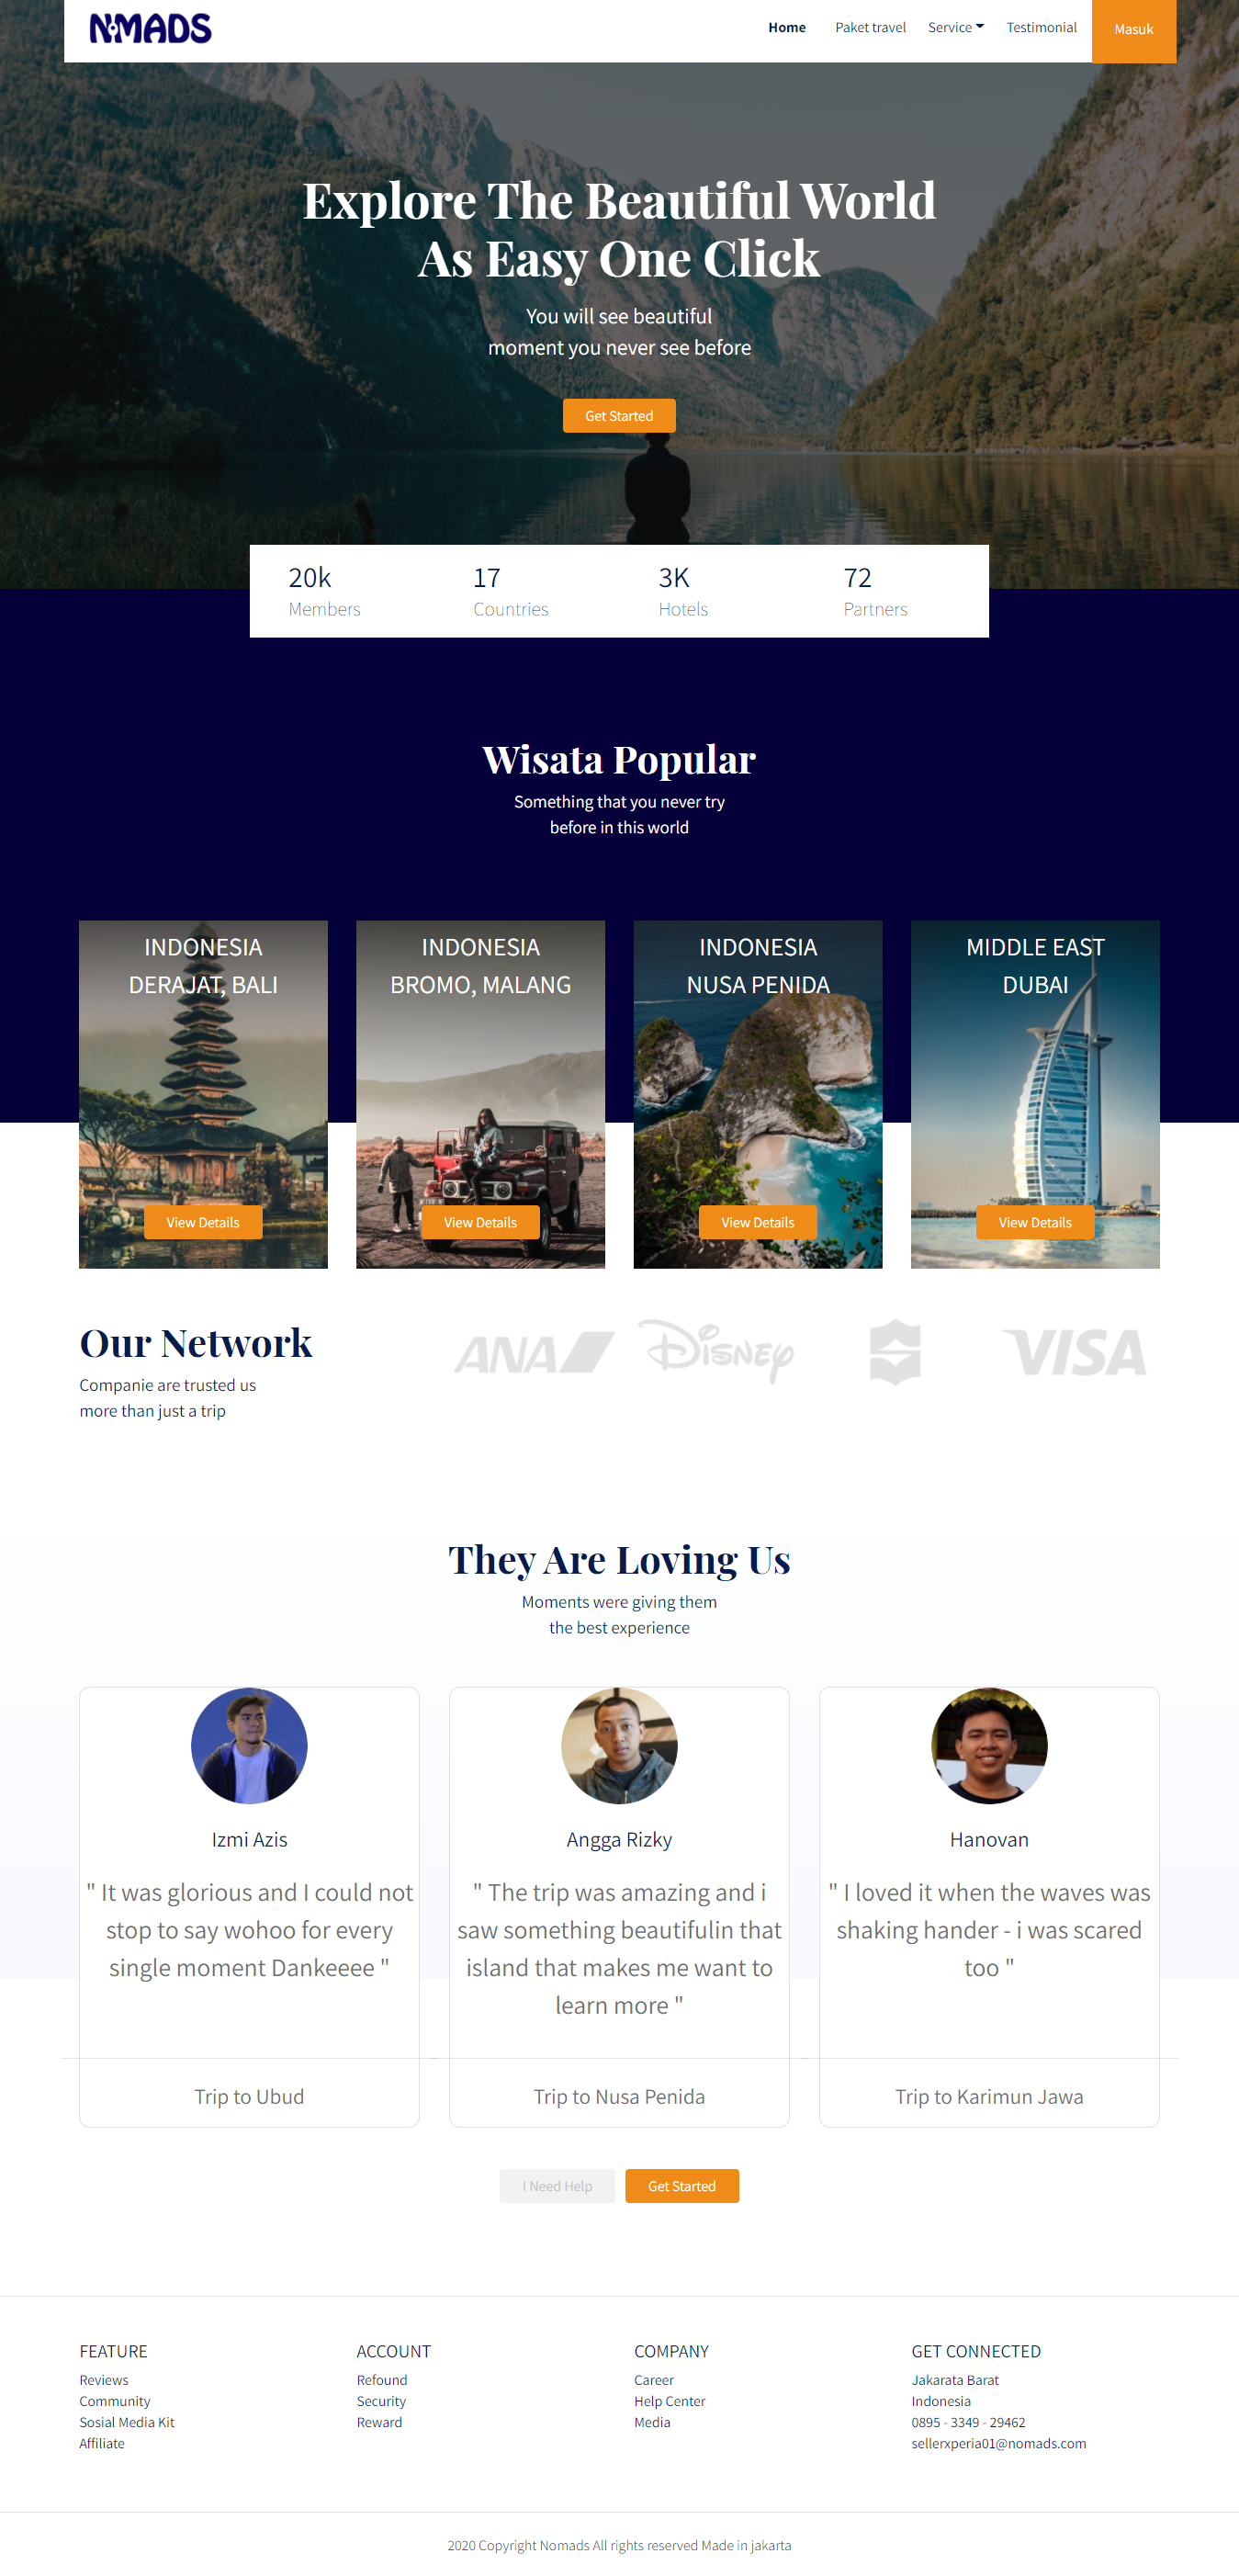 NOMADS
Home Paket travel Service Testimonial Masuk
Explore The Beautiful World
As Easy One Click
You will see beautiful
moment you never see before
Get Started
20k 17 3K 72
Members Countries Hotels Partners
Wisata Popular
Something that you never try
before in this world
INDONESIA
DERAJAT, BALI
View Details
INDONESIA
BROMO, MALANG
View Details
INDONESIA
NUSA PENIDA
View Details
MIDDLE EAST
DUBAI
View Details
Our Network
Companie are trusted us
more than just a trip
ANA Disney VISA
They Are Loving Us
Moments were giving them
the best experience
Izmi Azis
" It was glorious and I could not
stop to say wohoo for every
single moment Dankeeee "
Trip to Ubud
Angga Rizky
" The trip was amazing and i
saw something beautifulin that
island that makes me want to
learn more "
Trip to Nusa Penida
Hanovan
" I loved it when the waves was
shaking hander - i was scared
too "
Trip to Karimun Jawa
I Need Help Get Started
FEATURE
Reviews
Community
Sosial Media Kit
Affiliate
ACCOUNT
Refound
Security
Reward
COMPANY
Career
Help Center
Media
GET CONNECTED
Jakarata Barat
Indonesia
0895 - 3349 - 29462
sellerxperia01@nomads.com
2020 Copyright Nomads All rights reserved Made in jakarta